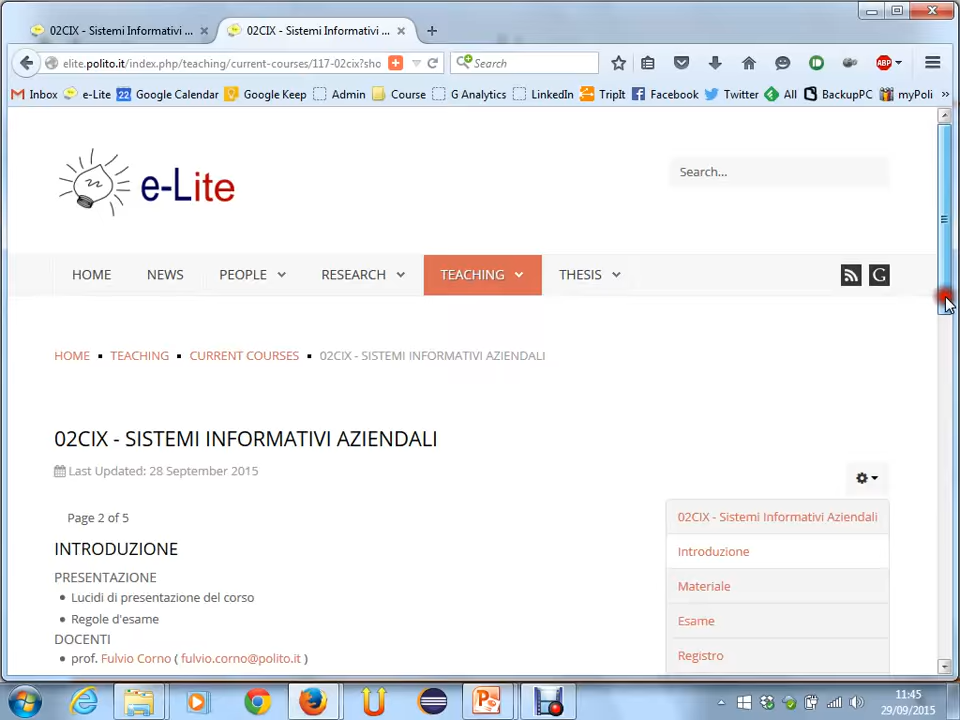 02CIX - Sistemi Informativi ... 02CIX - Sistemi Informativi ...
elite.polito.it/index.php/teaching/current-courses/117-02cix?sho Search ABP
Inbox e-Lite 22 Google Calendar Google Keep Admin Course G Analytics LinkedIn TripIt Facebook Twitter All BackupPC myPoli »
e-Lite Search...
HOME NEWS PEOPLE RESEARCH TEACHING THESIS G
HOME TEACHING CURRENT COURSES 02CIX - SISTEMI INFORMATIVI AZIENDALI
02CIX - SISTEMI INFORMATIVI AZIENDALI
Last Updated: 28 September 2015
Page 2 of 5 02CIX - Sistemi Informativi Aziendali
INTRODUZIONE Introduzione
PRESENTAZIONE Materiale
• Lucidi di presentazione del corso
• Regole d'esame Esame
DOCENTI
• prof. Fulvio Corno ( fulvio.corno@polito.it ) Registro
11:45
29/09/2015